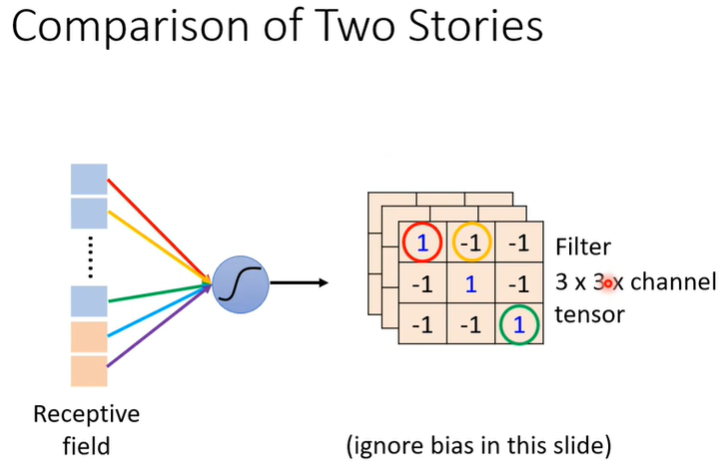 Comparison of Two Stories
1 -1 -1
-1 1 -1
-1 -1 1
Filter
3 x 3 x channel
tensor
Receptive
field
(ignore bias in this slide)